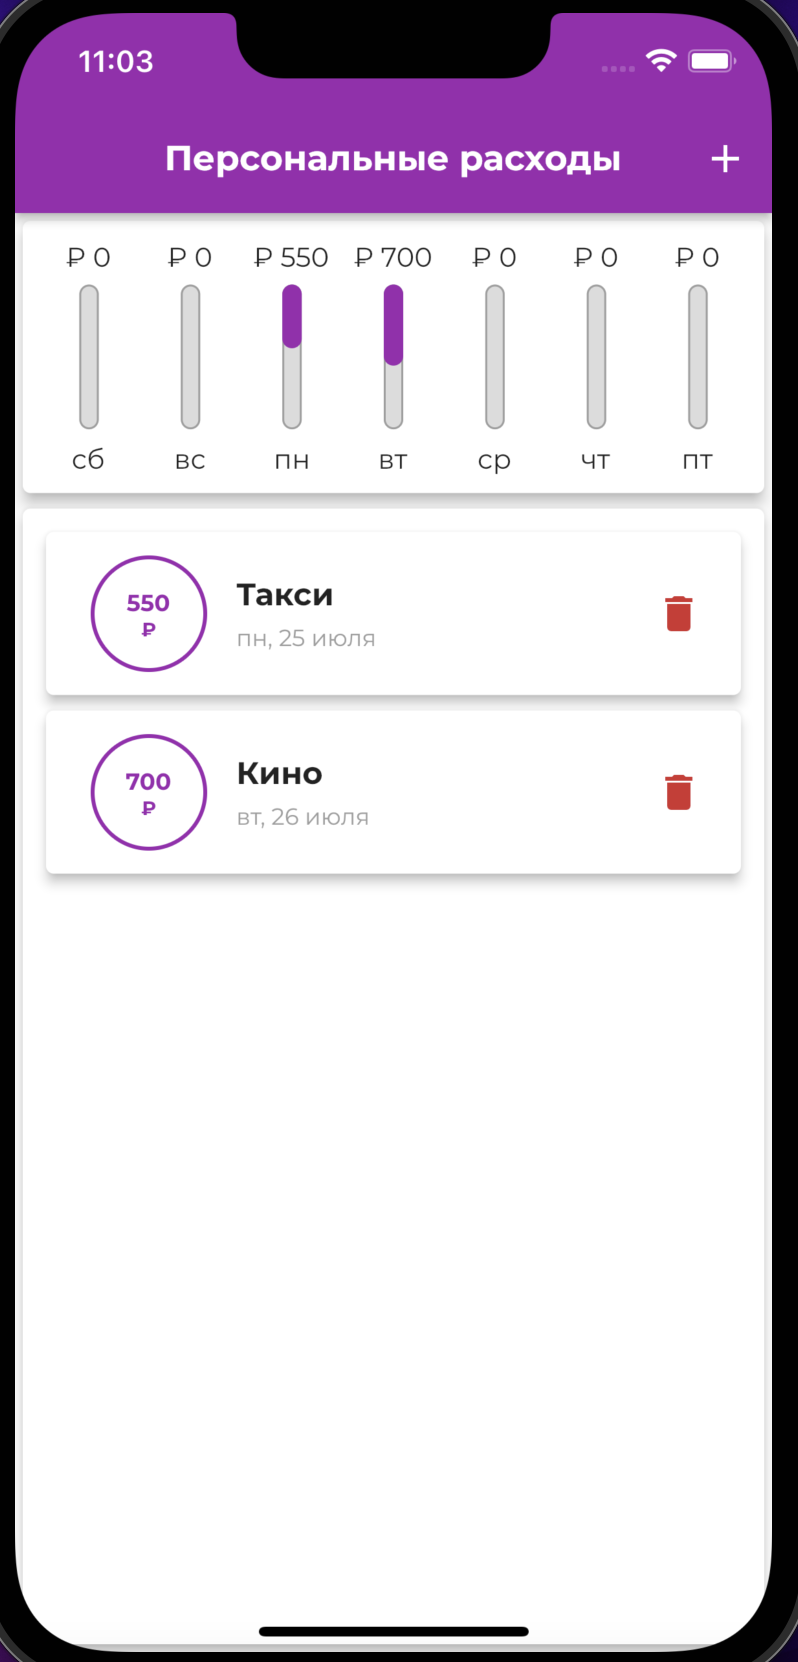 11:03
Персональные расходы
₽ 0 ₽ 0 ₽ 550 ₽ 700 ₽ 0 ₽ 0 ₽ 0
сб вс пн вт ср чт пт
550
₽
Такси
пн, 25 июля
700
₽
Кино
вт, 26 июля